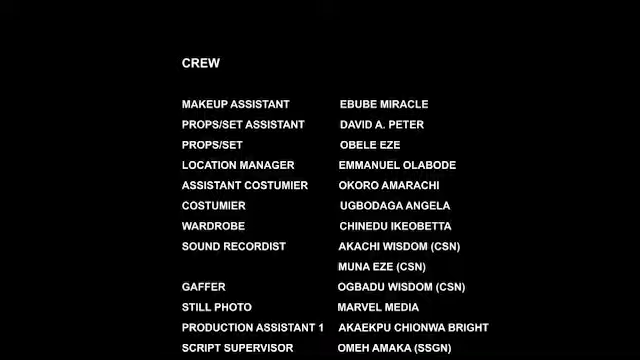 CREW
MAKEUP ASSISTANT EBUBE MIRACLE
PROPS/SET ASSISTANT DAVID A. PETER
PROPS/SET OBELE EZE
LOCATION MANAGER EMMANUEL OLABODE
ASSISTANT COSTUMIER OKORO AMARACHI
COSTUMIER UGBODAGA ANGELA
WARDROBE CHINEDU IKEOBETTA
SOUND RECORDIST AKACHI WISDOM (CSN)
MUNA EZE (CSN)
GAFFER OGBADU WISDOM (CSN)
STILL PHOTO MARVEL MEDIA
PRODUCTION ASSISTANT 1 AKAEKPU CHIONWA BRIGHT
SCRIPT SUPERVISOR OMEH AMAKA (SSGN)